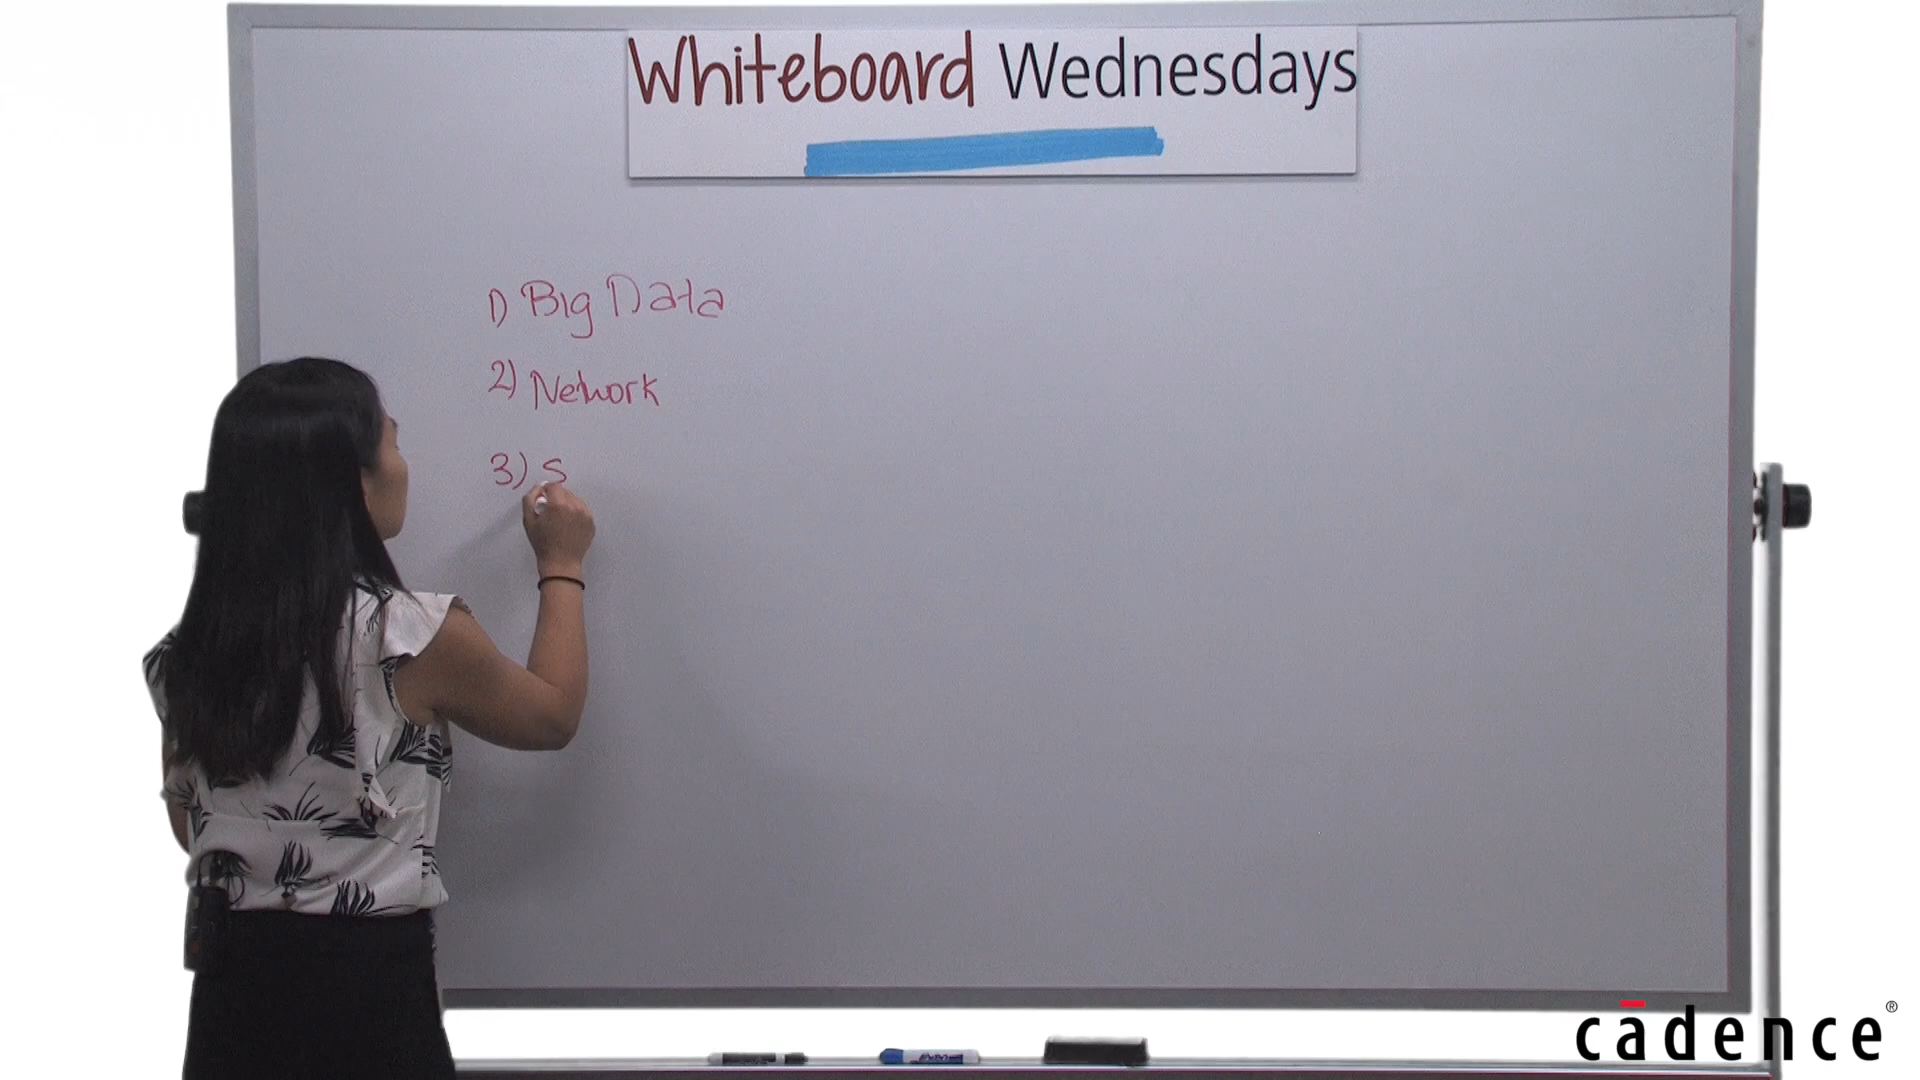 Whiteboard Wednesdays
1) Big Data
2) Network
3) S
cadence®